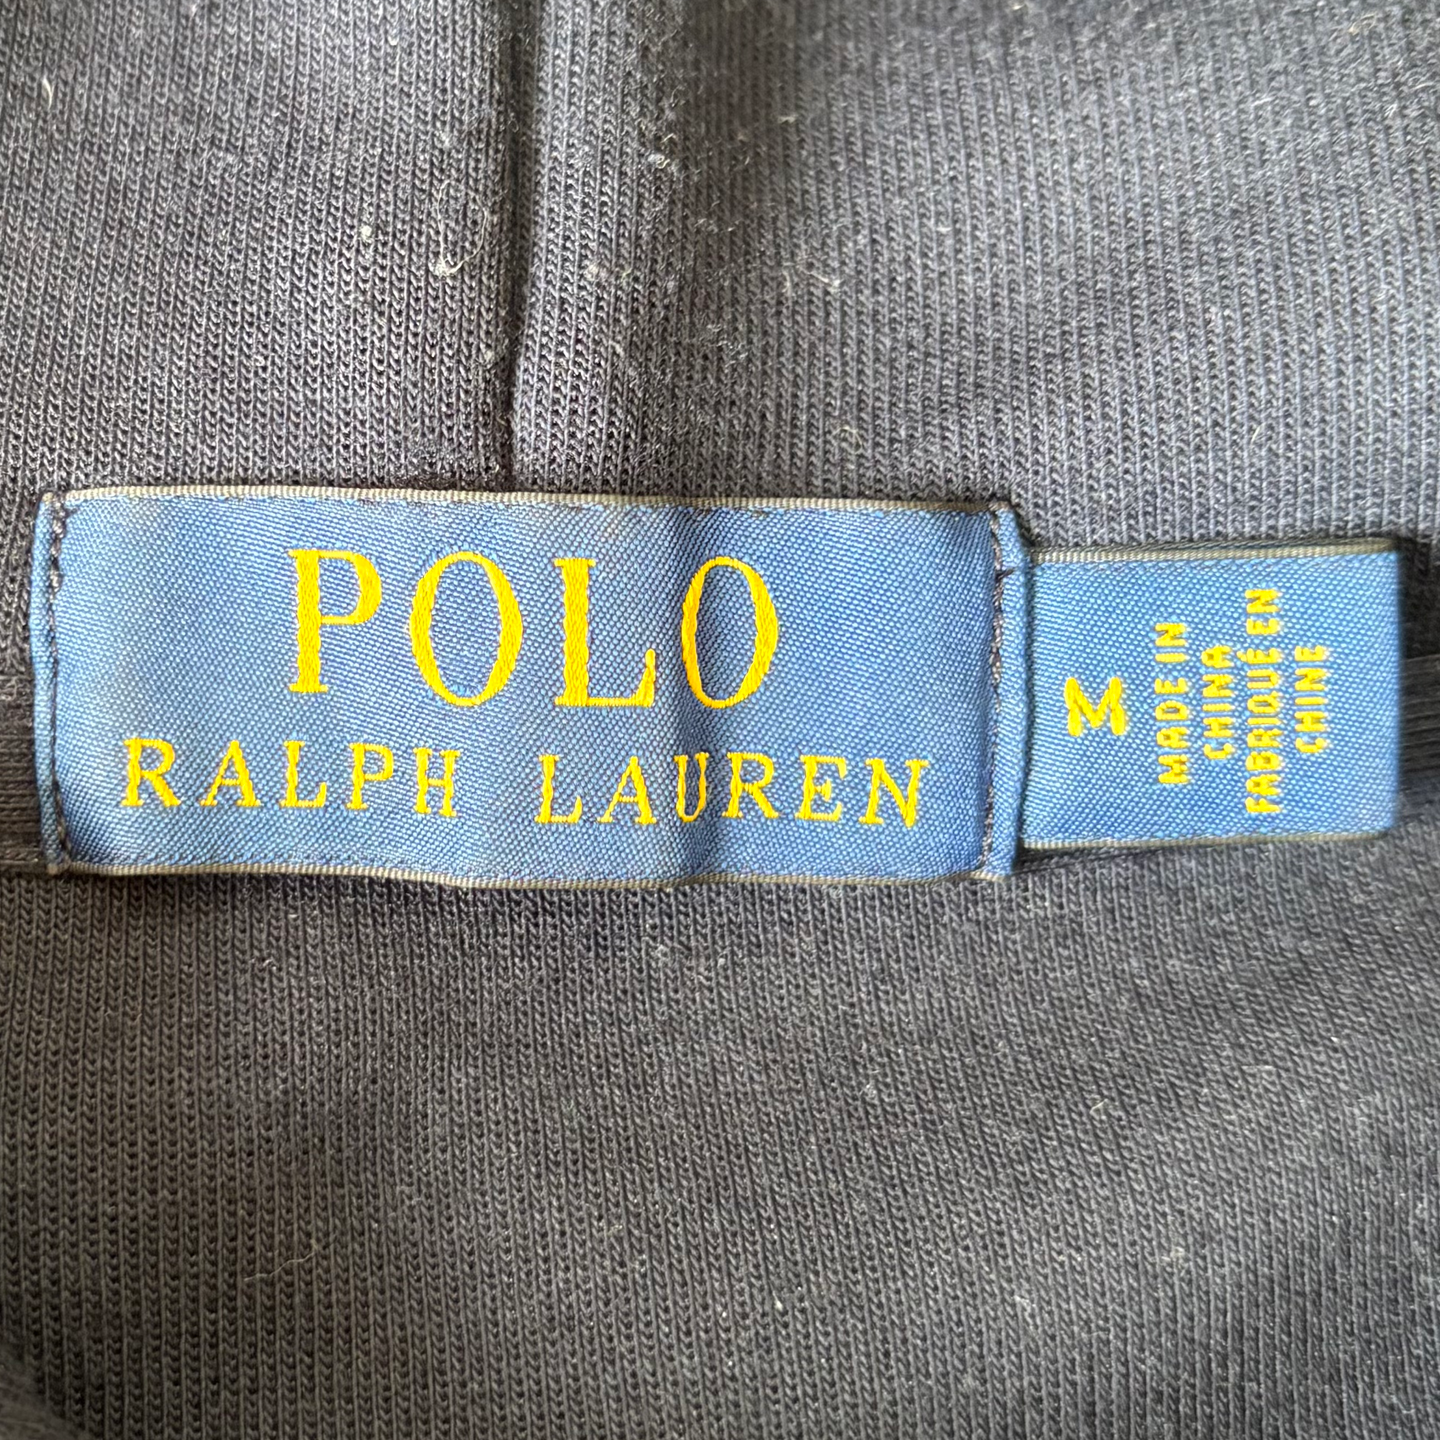 POLO
RALPH LAUREN
M
MADE IN
CHINA
FABRIQUÉ EN
CHINE